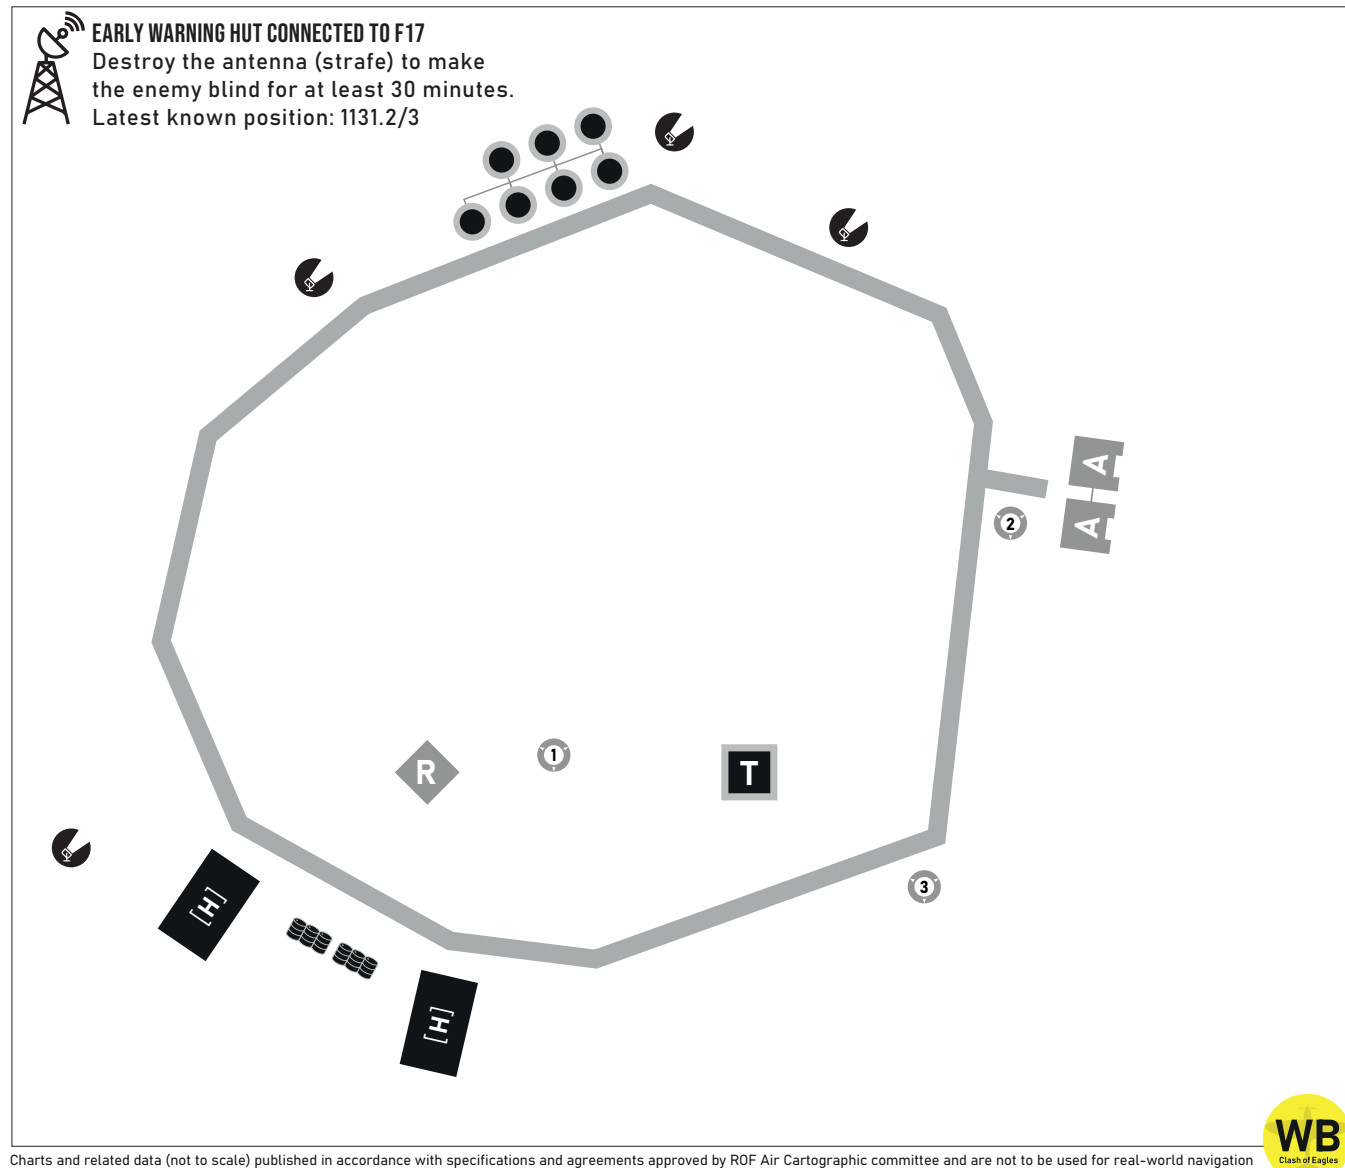 EARLY WARNING HUT CONNECTED TO F17
Destroy the antenna (strafe) to make
the enemy blind for at least 30 minutes.
Latest known position: 1131.2/3
A
2
A
1
R
T
3
[H]
[H]
WB
Clash of Eagles
Charts and related data (not to scale) published in accordance with specifications and agreements approved by ROF Air Cartographic committee and are not to be used for real-world navigation